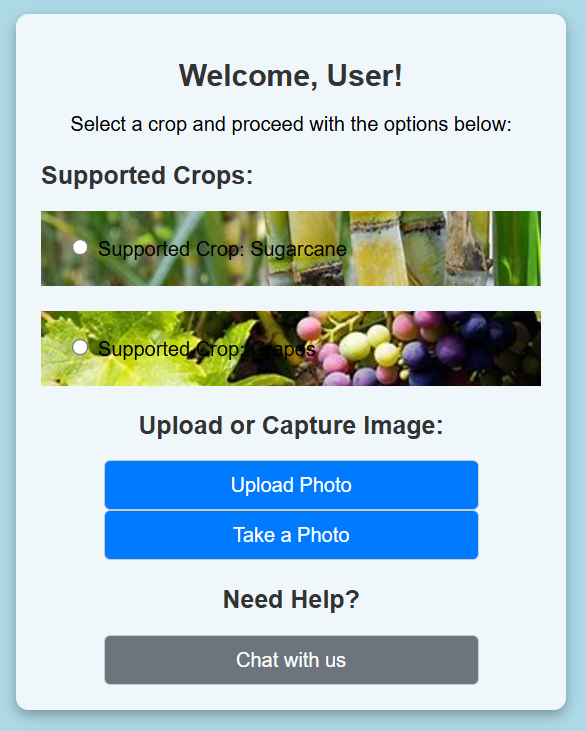 Welcome, User!
Select a crop and proceed with the options below:
Supported Crops:
Supported Crop: Sugarcane
Supported Crop: Grapes
Upload or Capture Image:
Upload Photo
Take a Photo
Need Help?
Chat with us